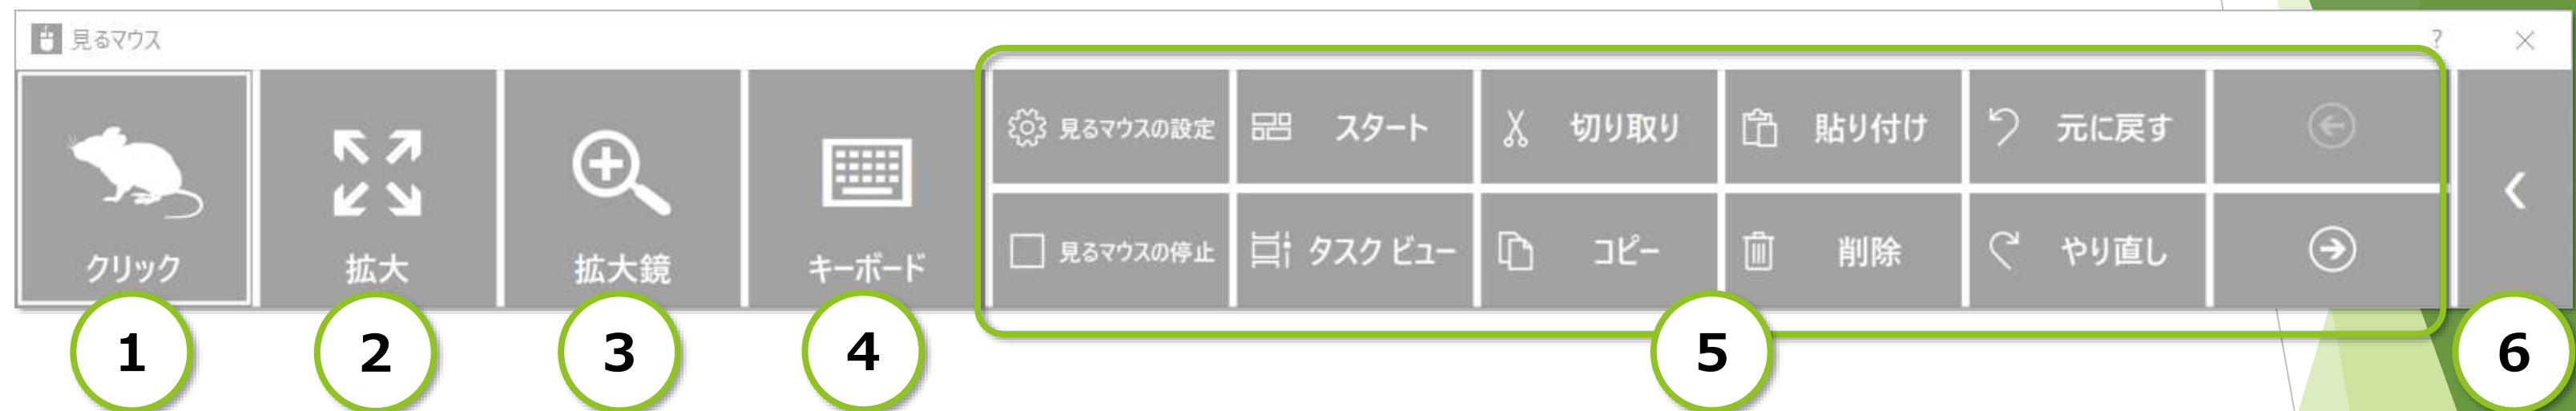 見るマウス
?
クリック
拡大
拡大鏡
キーボード
見るマウスの設定
スタート
切り取り
貼り付け
元に戻す
見るマウスの停止
タスク ビュー
コピー
削除
やり直し
1
2
3
4
5
6